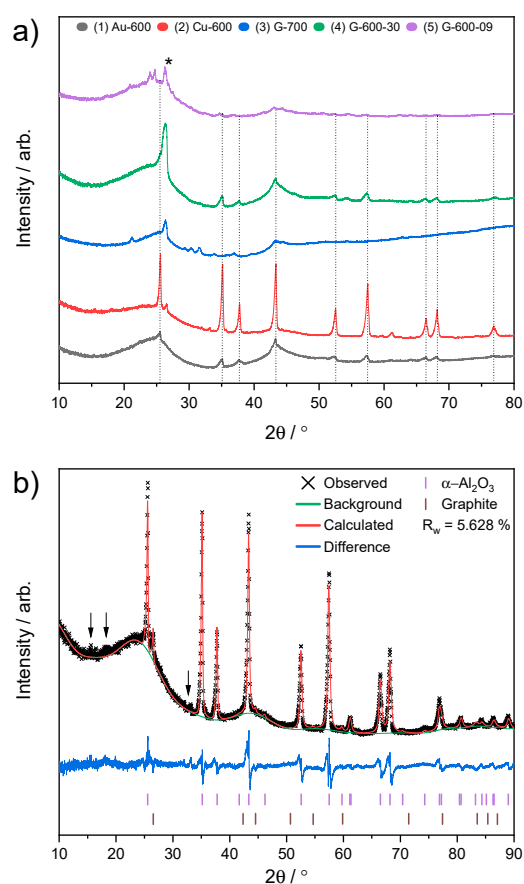 a)
(1) Au-600 (2) Cu-600 (3) G-700 (4) G-600-30 (5) G-600-09
*
Intensity / arb.
10 20 30 40 50 60 70 80
2θ / °
b)
Observed
Background
Calculated
Difference
α–Al₂O₃
Graphite
R_w = 5.628 %
Intensity / arb.
10 20 30 40 50 60 70 80 90
2θ / °